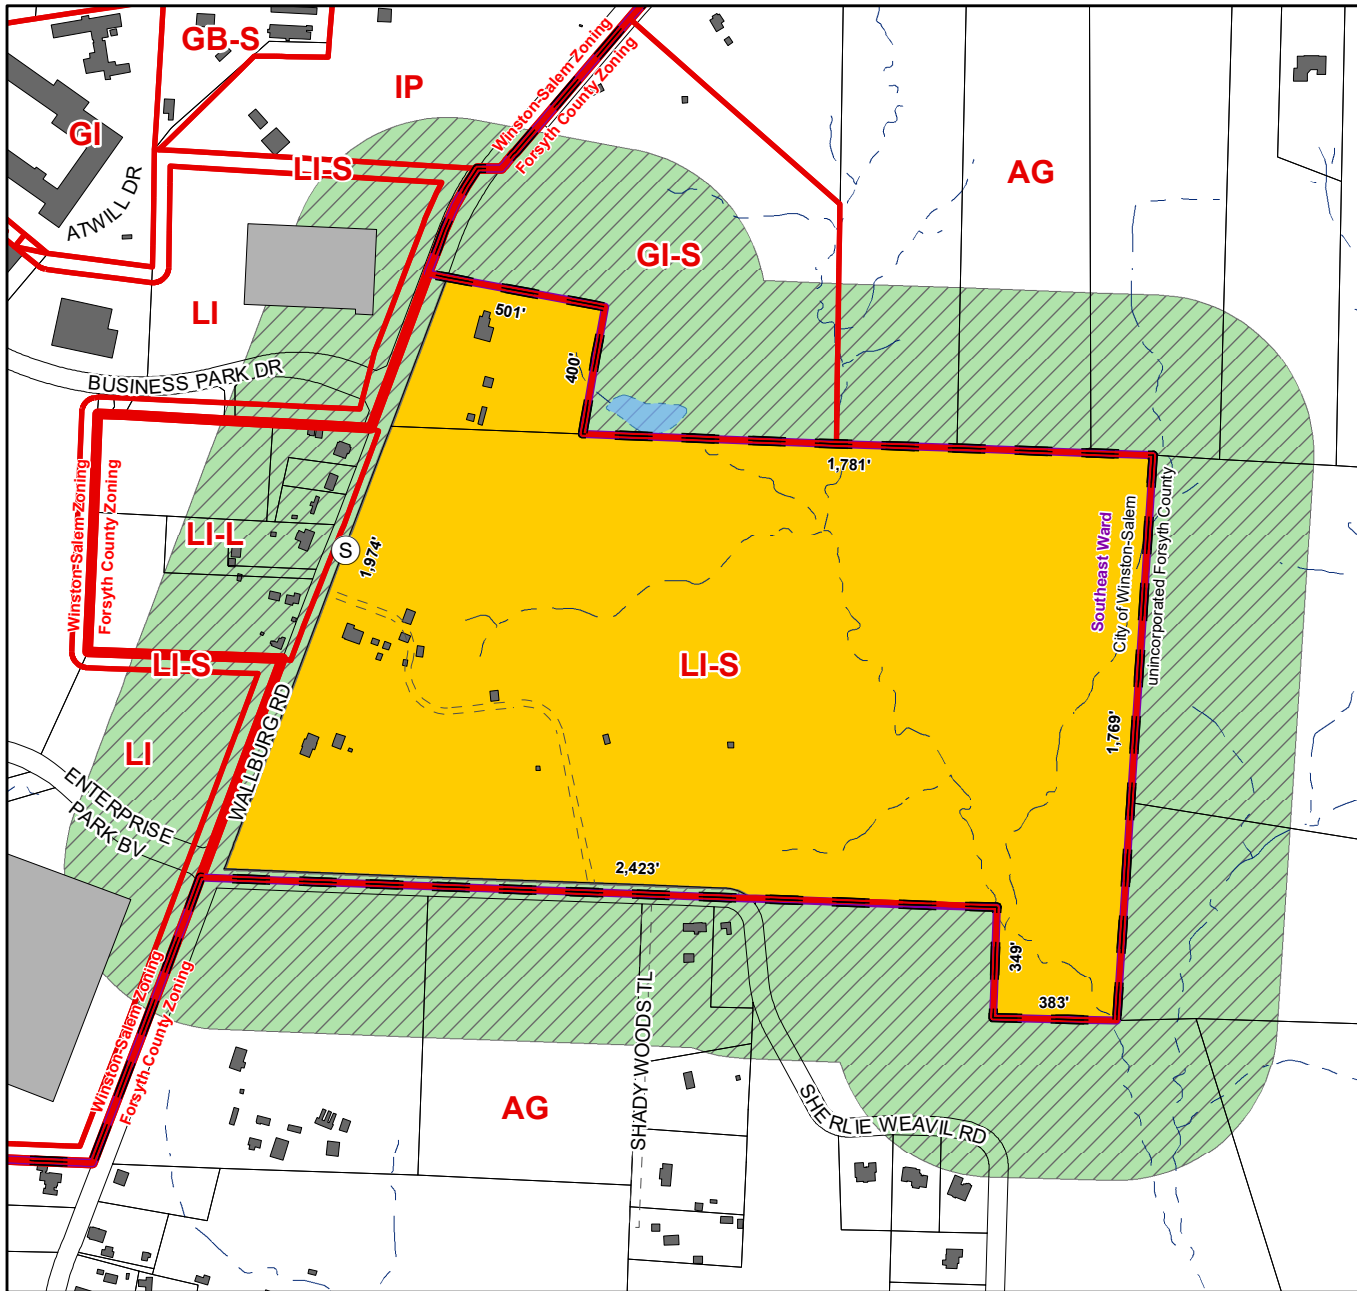 GB-S
Winston-Salem Zoning
Forsyth County Zoning
IP
GI
LI-S
AG
ATWILL DR
GI-S
LI
501'
400'
BUSINESS PARK DR
1,781'
Winston-Salem Zoning
Forsyth County Zoning
LI-L
S
1,974'
Southeast Ward
City of Winston-Salem
unincorporated Forsyth County
LI-S
LI-S
1,769'
WALLBURG RD
LI
ENTERPRISE
PARK BV
2,423'
349'
383'
Winston-Salem Zoning
Forsyth County Zoning
SHADY WOODS TL
AG
SHERLIE WEAVIL RD